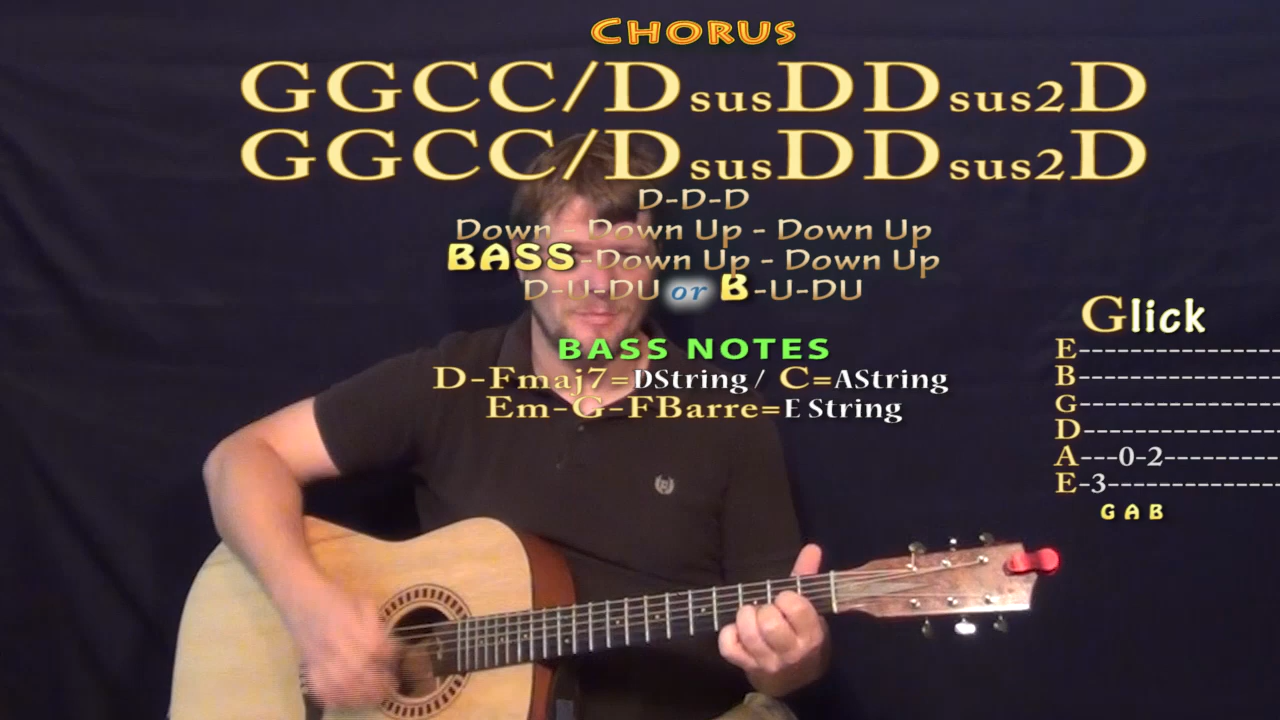 CHORUS
GGCC/DsusDDsus2D
GGCC/DsusDDsus2D
D-D-D
Down - Down Up - Down Up
BASS-Down Up - Down Up
D-U-DU or B-U-DU
BASS NOTES
D-Fmaj7=DString/ C=AString
Em-G-FBarre=E String
Glick
E---------------
B---------------
G---------------
D---------------
A---0-2---------
E-3-------------
G A B